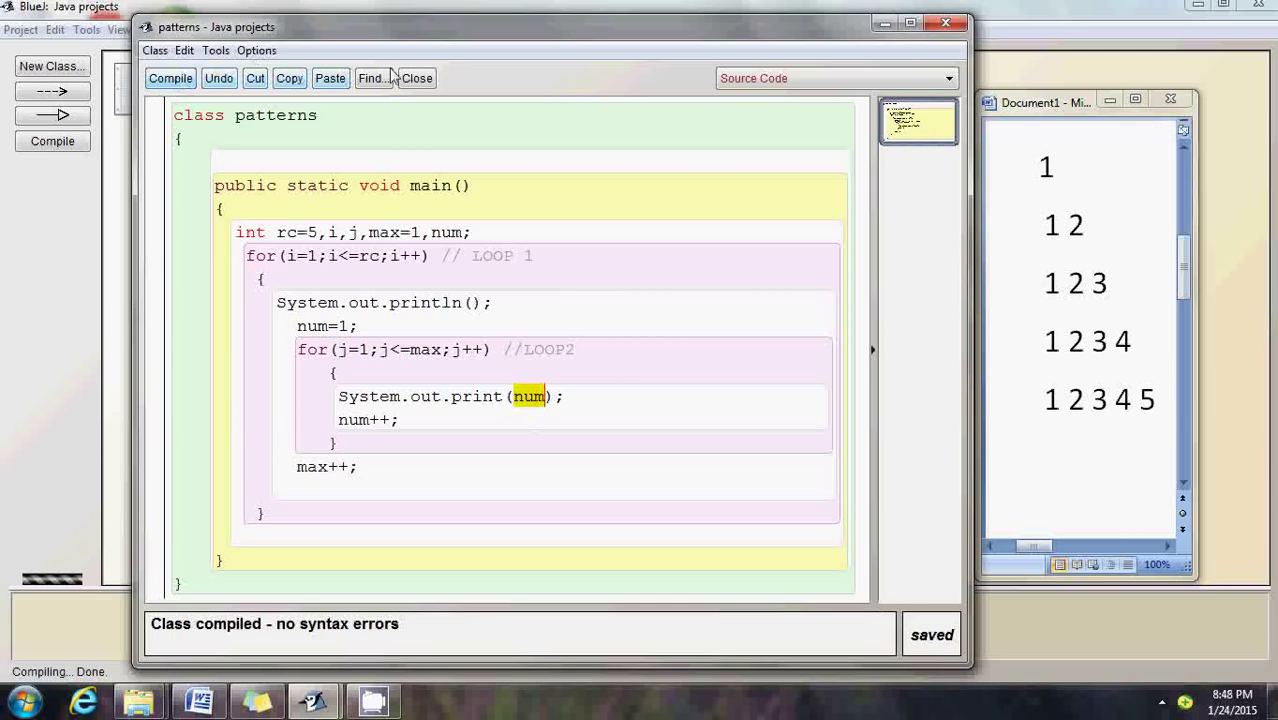 BlueJ: Java projects
Project Edit Tools View
New Class...
Compile
patterns - Java projects
Class Edit Tools Options
Compile Undo Cut Copy Paste Find... Close
Source Code
class patterns
{
public static void main()
{
int rc=5,i,j,max=1,num;
for(i=1;i<=rc;i++) // LOOP 1
{
System.out.println();
num=1;
for(j=1;j<=max;j++) //LOOP2
{
System.out.print(num);
num++;
}
max++;
}
}
}
Class compiled - no syntax errors
saved
Compiling... Done.
Document1 - Mi...
1
1 2
1 2 3
1 2 3 4
1 2 3 4 5
100%
8:48 PM
1/24/2015